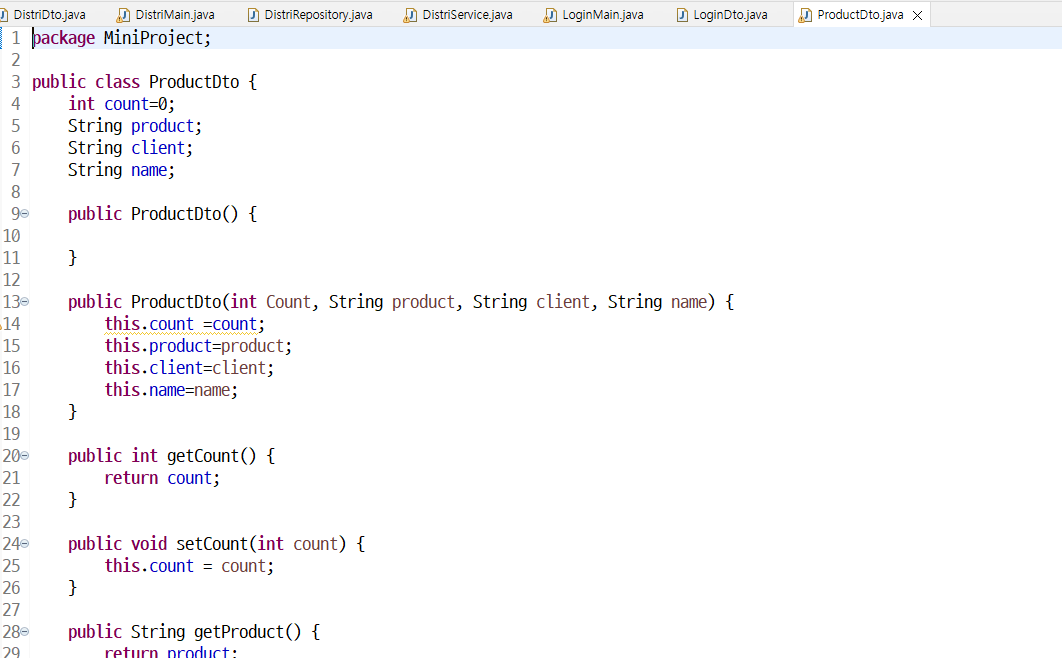 DistriDto.java DistriMain.java DistriRepository.java DistriService.java LoginMain.java LoginDto.java ProductDto.java
1 package MiniProject;
2
3 public class ProductDto {
4 int count=0;
5 String product;
6 String client;
7 String name;
8
9 public ProductDto() {
10
11 }
12
13 public ProductDto(int Count, String product, String client, String name) {
14 this.count =count;
15 this.product=product;
16 this.client=client;
17 this.name=name;
18 }
19
20 public int getCount() {
21 return count;
22 }
23
24 public void setCount(int count) {
25 this.count = count;
26 }
27
28 public String getProduct() {
29 return product;